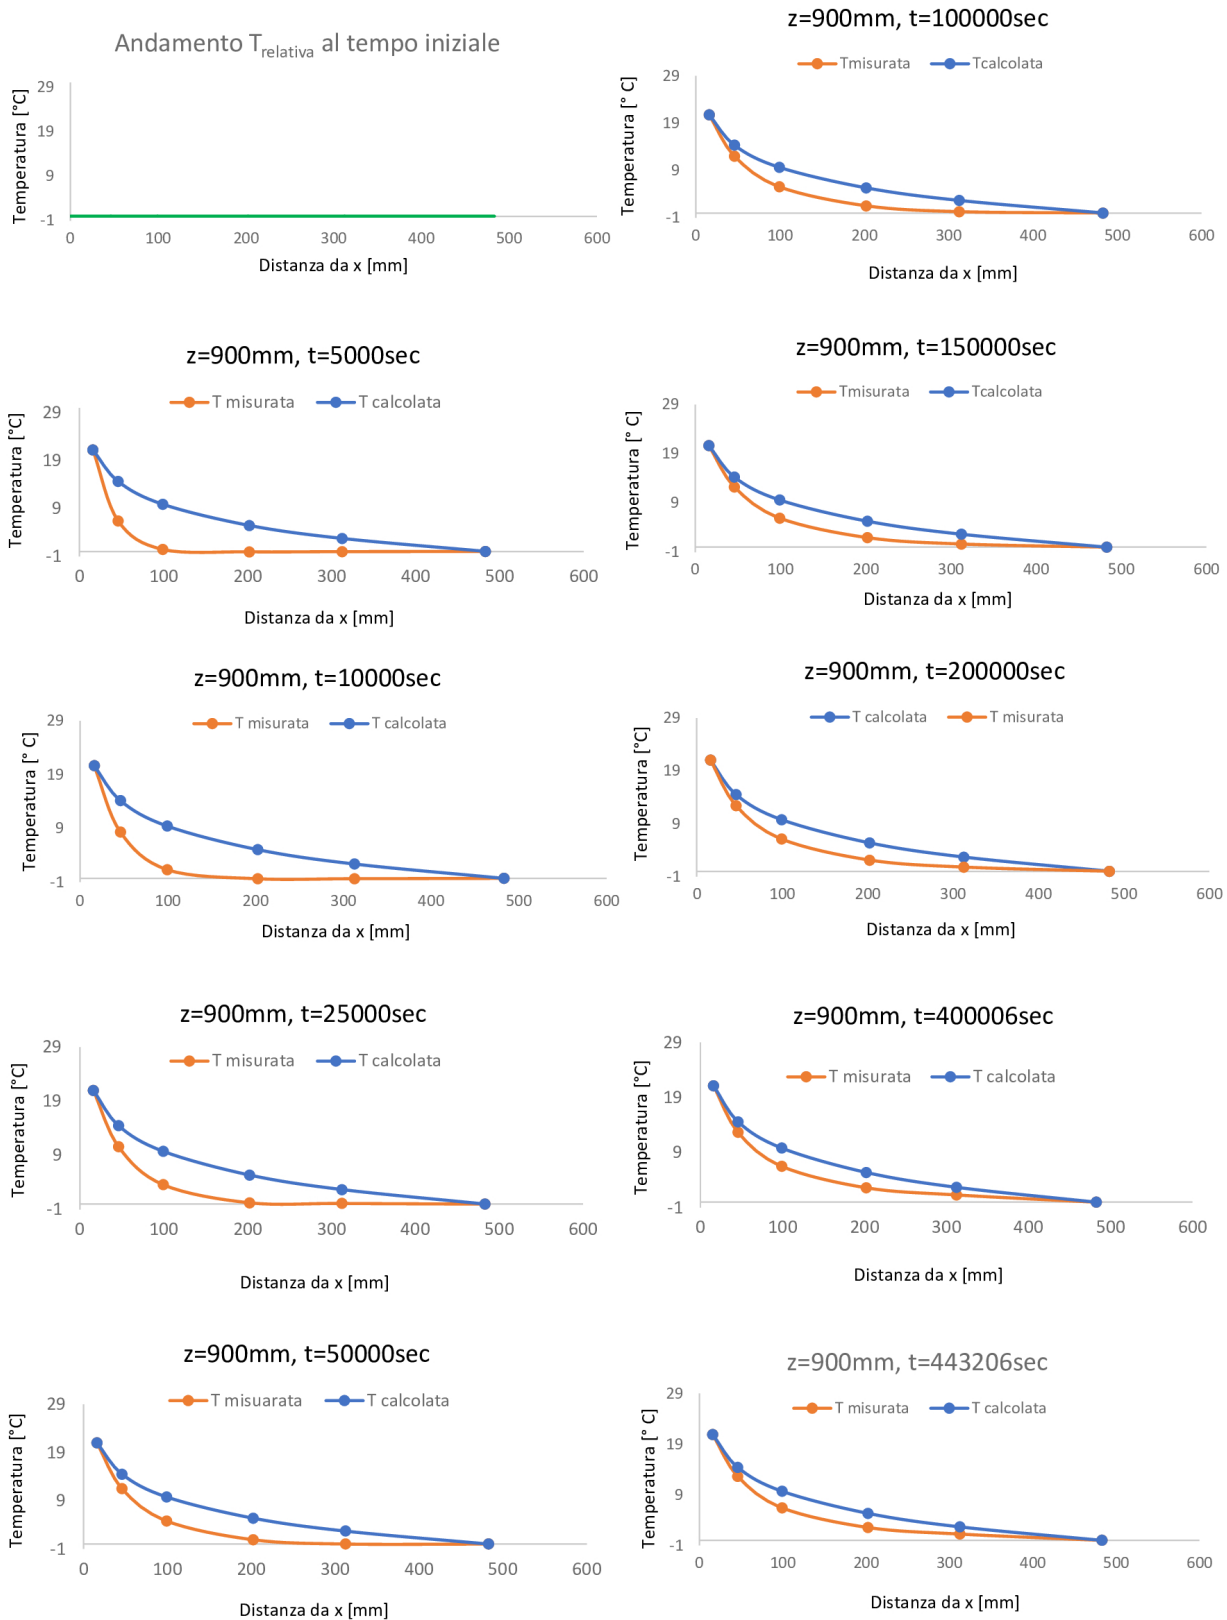 Andamento Trelativa al tempo iniziale
Temperatura [°C]
29
19
9
-1
0 100 200 300 400 500 600
Distanza da x [mm]
z=900mm, t=5000sec
T misurata T calcolata
Temperatura [°C]
29
19
9
-1
0 100 200 300 400 500 600
Distanza da x [mm]
z=900mm, t=10000sec
T misurata T calcolata
Temperatura [° C]
29
19
9
-1
0 100 200 300 400 500 600
Distanza da x [mm]
z=900mm, t=25000sec
T misurata T calcolata
Temperatura [°C]
29
19
9
-1
0 100 200 300 400 500 600
Distanza da x [mm]
z=900mm, t=50000sec
T misuarata T calcolata
Temperatura [°C]
29
19
9
-1
0 100 200 300 400 500 600
Distanza da x [mm]
z=900mm, t=100000sec
Tmisurata Tcalcolata
Temperatura [° C]
29
19
9
-1
0 100 200 300 400 500 600
Distanza da x [mm]
z=900mm, t=150000sec
Tmisurata Tcalcolata
Temperatura [° C]
29
19
9
-1
0 100 200 300 400 500 600
Distanza da x [mm]
z=900mm, t=200000sec
T calcolata T misurata
Temperatura [°C]
29
19
9
-1
0 100 200 300 400 500 600
Distanza da x [mm]
z=900mm, t=400006sec
T misurata T calcolata
Temperatura [°C]
29
19
9
-1
0 100 200 300 400 500 600
Distanza da x [mm]
z=900mm, t=443206sec
T misurata T calcolata
Temperatura [° C]
29
19
9
-1
0 100 200 300 400 500 600
Distanza da x [mm]